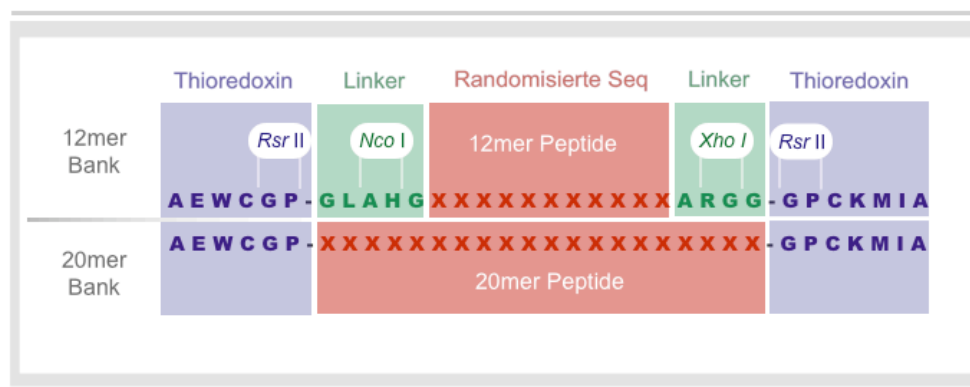 Thioredoxin Linker Randomisierte Seq Linker Thioredoxin
12mer Bank
Rsr II Nco I 12mer Peptide Xho I Rsr II
A E W C G P - G L A H G X X X X X X X X X X X A R G G - G P C K M I A
A E W C G P - X X X X X X X X X X X X X X X X X X X X - G P C K M I A
20mer Bank
20mer Peptide